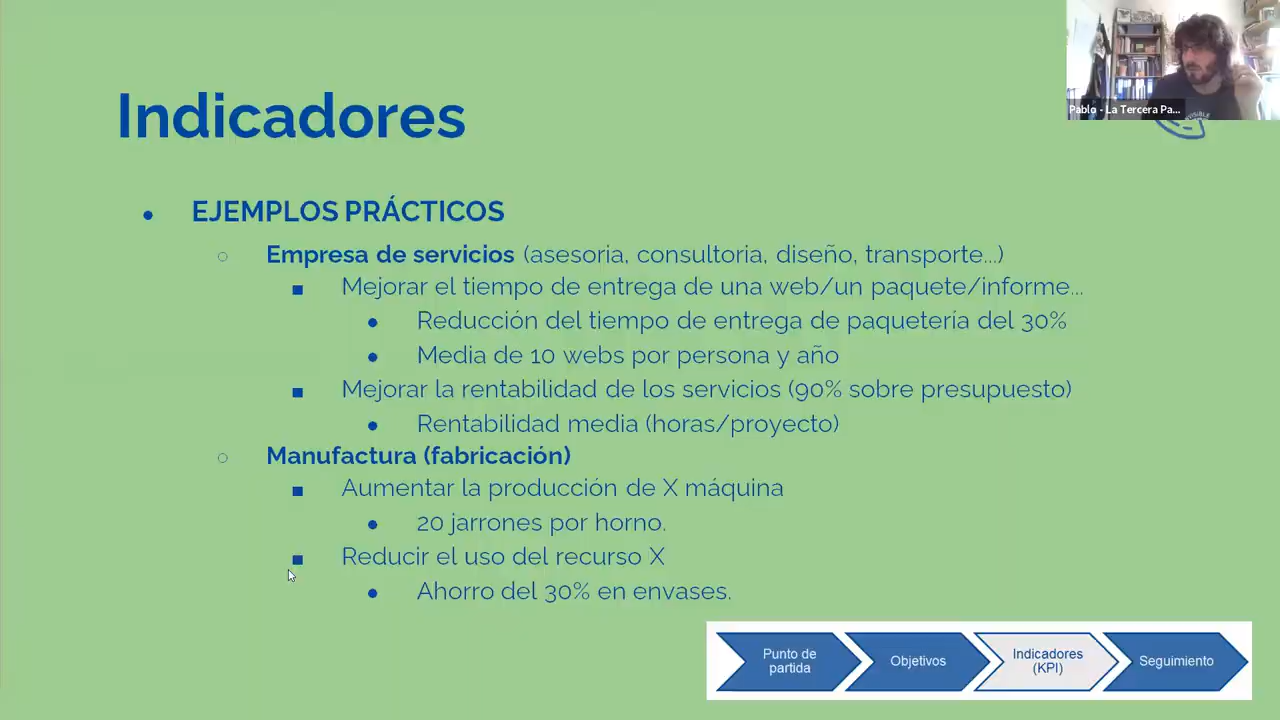 Indicadores
Pablo - La Tercera Pa...
EJEMPLOS PRÁCTICOS
Empresa de servicios (asesoria, consultoria, diseño, transporte...)
Mejorar el tiempo de entrega de una web/un paquete/informe...
Reducción del tiempo de entrega de paquetería del 30%
Media de 10 webs por persona y año
Mejorar la rentabilidad de los servicios (90% sobre presupuesto)
Rentabilidad media (horas/proyecto)
Manufactura (fabricación)
Aumentar la producción de X máquina
20 jarrones por horno.
Reducir el uso del recurso X
Ahorro del 30% en envases.
Punto de
partida
Objetivos
Indicadores
(KPI)
Seguimiento